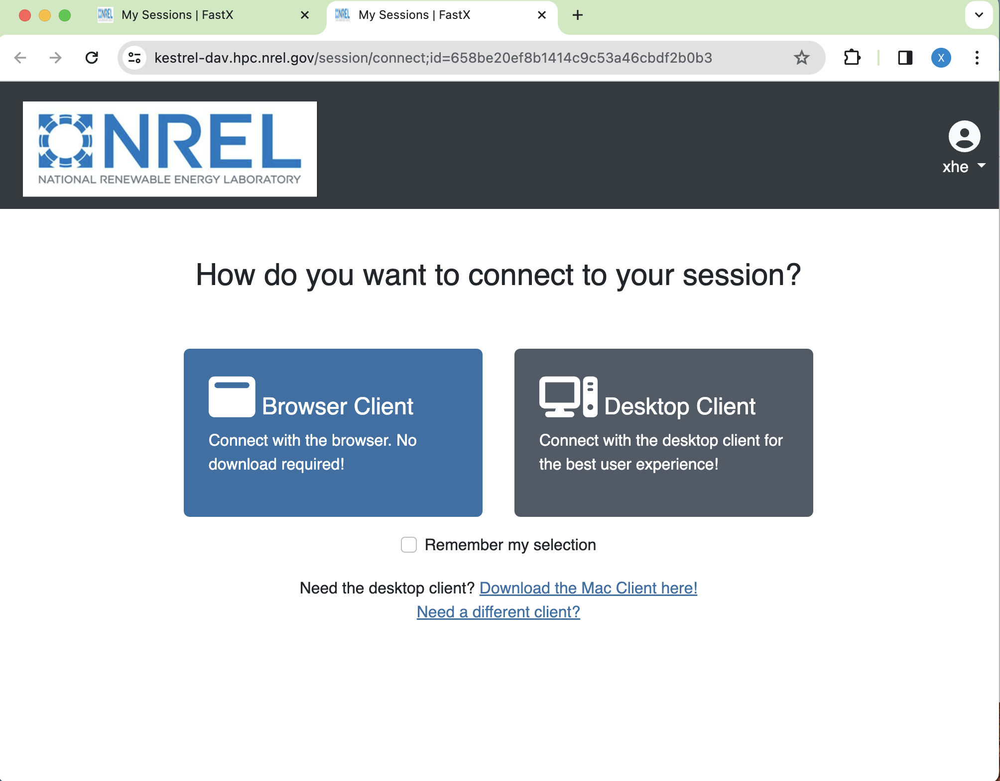 My Sessions | FastX
My Sessions | FastX
kestrel-dav.hpc.nrel.gov/session/connect;id=658be20ef8b1414c9c53a46cbdf2b0b3
X
NREL
NATIONAL RENEWABLE ENERGY LABORATORY
xhe
How do you want to connect to your session?
Browser Client
Connect with the browser. No
download required!
Desktop Client
Connect with the desktop client for
the best user experience!
Remember my selection
Need the desktop client? Download the Mac Client here!
Need a different client?